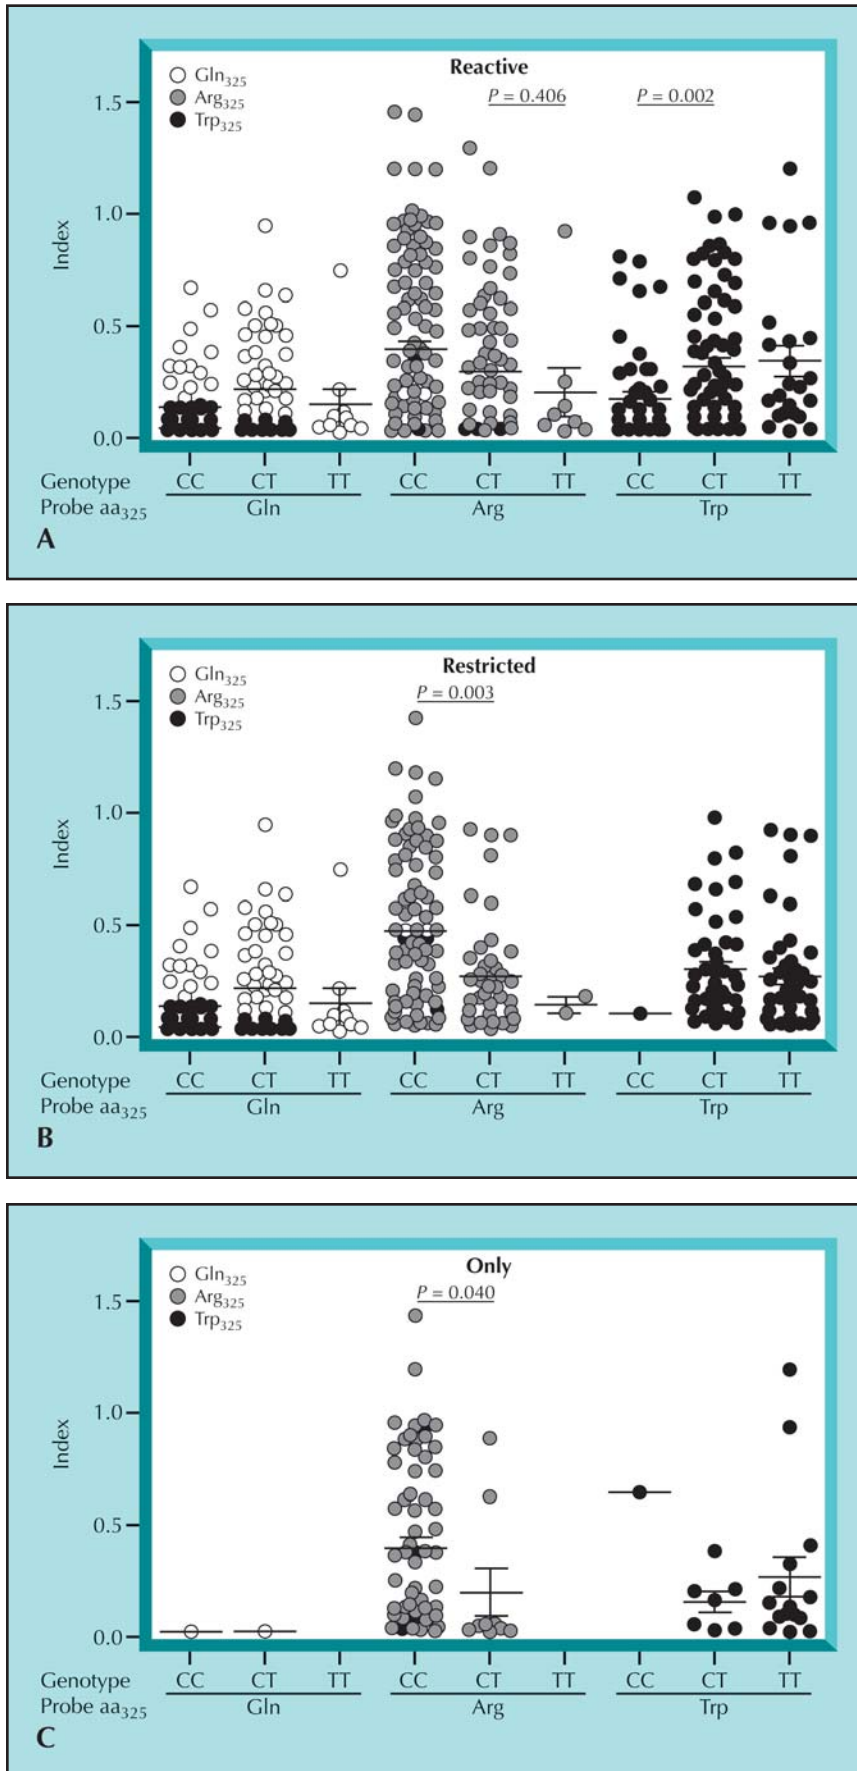 Reactive
Gln325
Arg325
Trp325
P = 0.406 P = 0.002
1.5
1.0
0.5
0.0
Index
Genotype CC CT TT CC CT TT CC CT TT
Probe aa325 Gln Arg Trp
A
Restricted
Gln325
Arg325
Trp325
P = 0.003
1.5
1.0
0.5
0.0
Index
Genotype CC CT TT CC CT TT CC CT TT
Probe aa325 Gln Arg Trp
B
Only
Gln325
Arg325
Trp325
P = 0.040
1.5
1.0
0.5
0.0
Index
Genotype CC CT TT CC CT TT CC CT TT
Probe aa325 Gln Arg Trp
C